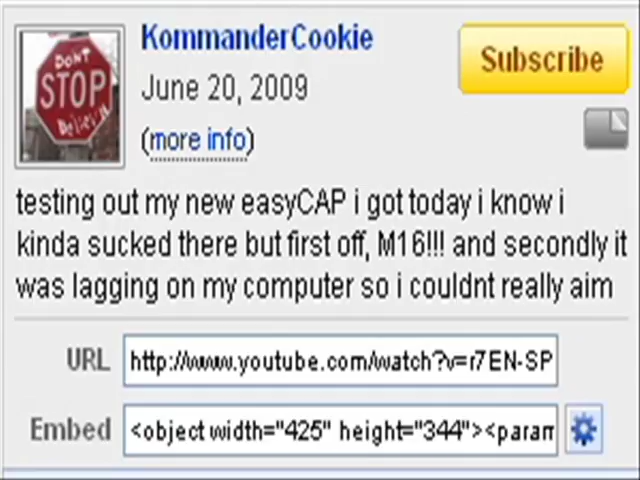 DON'T
STOP
Believin
KommanderCookie
June 20, 2009
(more info)
Subscribe
testing out my new easyCAP i got today i know i
kinda sucked there but first off, M16!!! and secondly it
was lagging on my computer so i couldnt really aim
URL http://www.youtube.com/watch?v=r7EN-SP
Embed <object width="425" height="344"><param